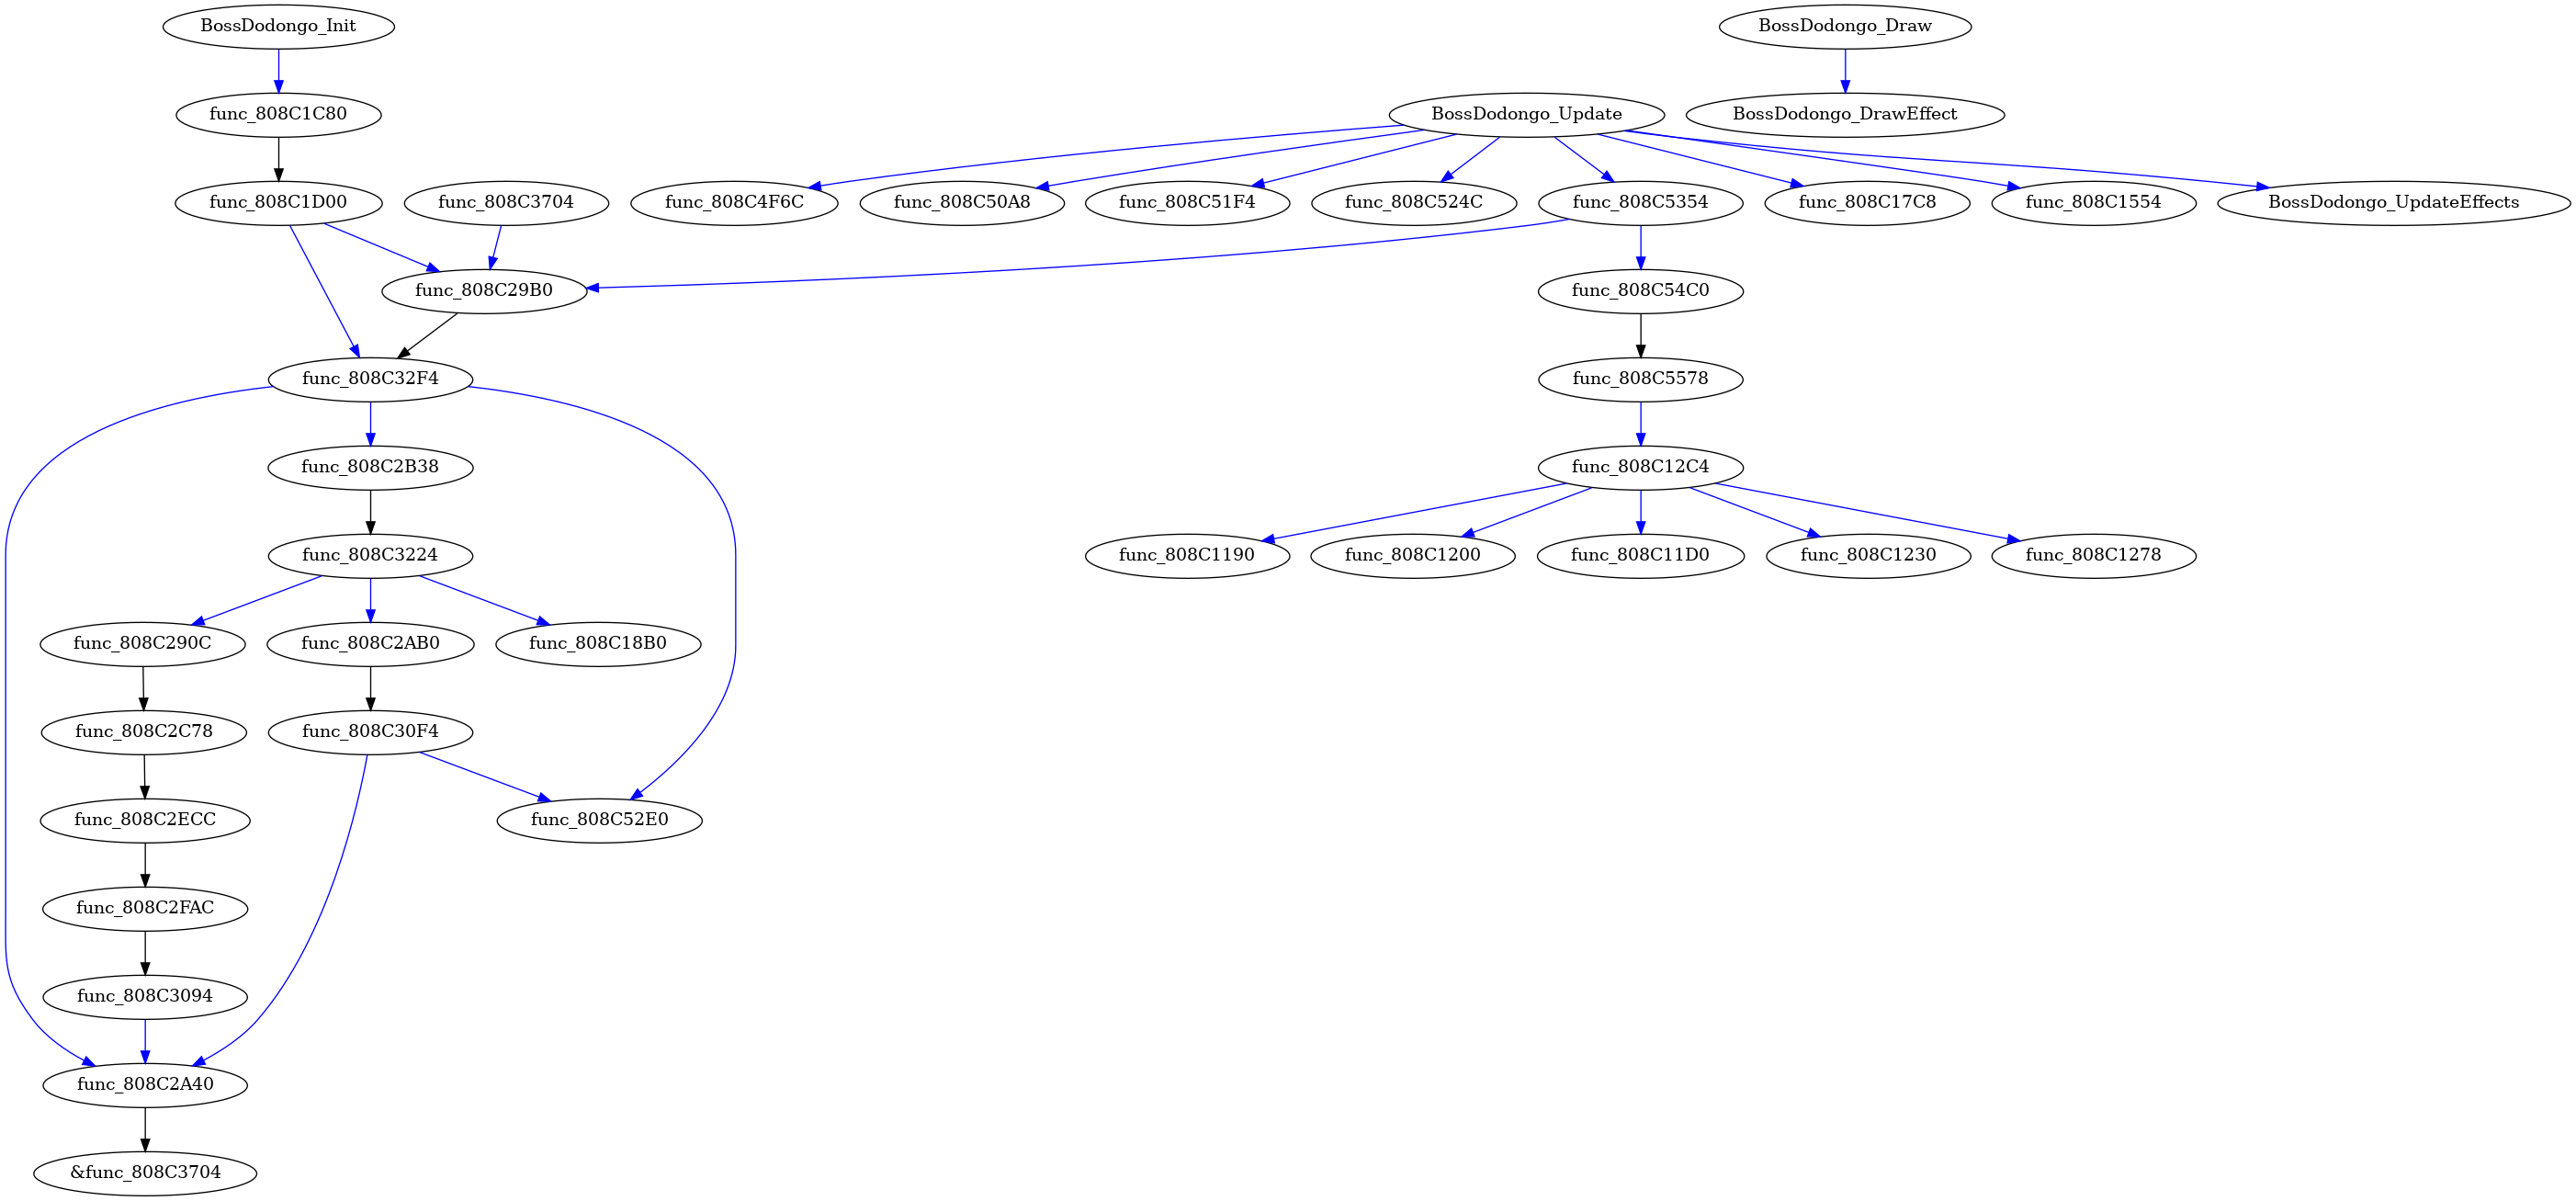 BossDodongo_Init
BossDodongo_Draw
func_808C1C80
BossDodongo_Update
BossDodongo_DrawEffect
func_808C1D00
func_808C3704
func_808C4F6C
func_808C50A8
func_808C51F4
func_808C524C
func_808C5354
func_808C17C8
func_808C1554
BossDodongo_UpdateEffects
func_808C29B0
func_808C54C0
func_808C32F4
func_808C5578
func_808C2B38
func_808C12C4
func_808C3224
func_808C1190
func_808C1200
func_808C11D0
func_808C1230
func_808C1278
func_808C290C
func_808C2AB0
func_808C18B0
func_808C2C78
func_808C30F4
func_808C2ECC
func_808C52E0
func_808C2FAC
func_808C3094
func_808C2A40
&func_808C3704